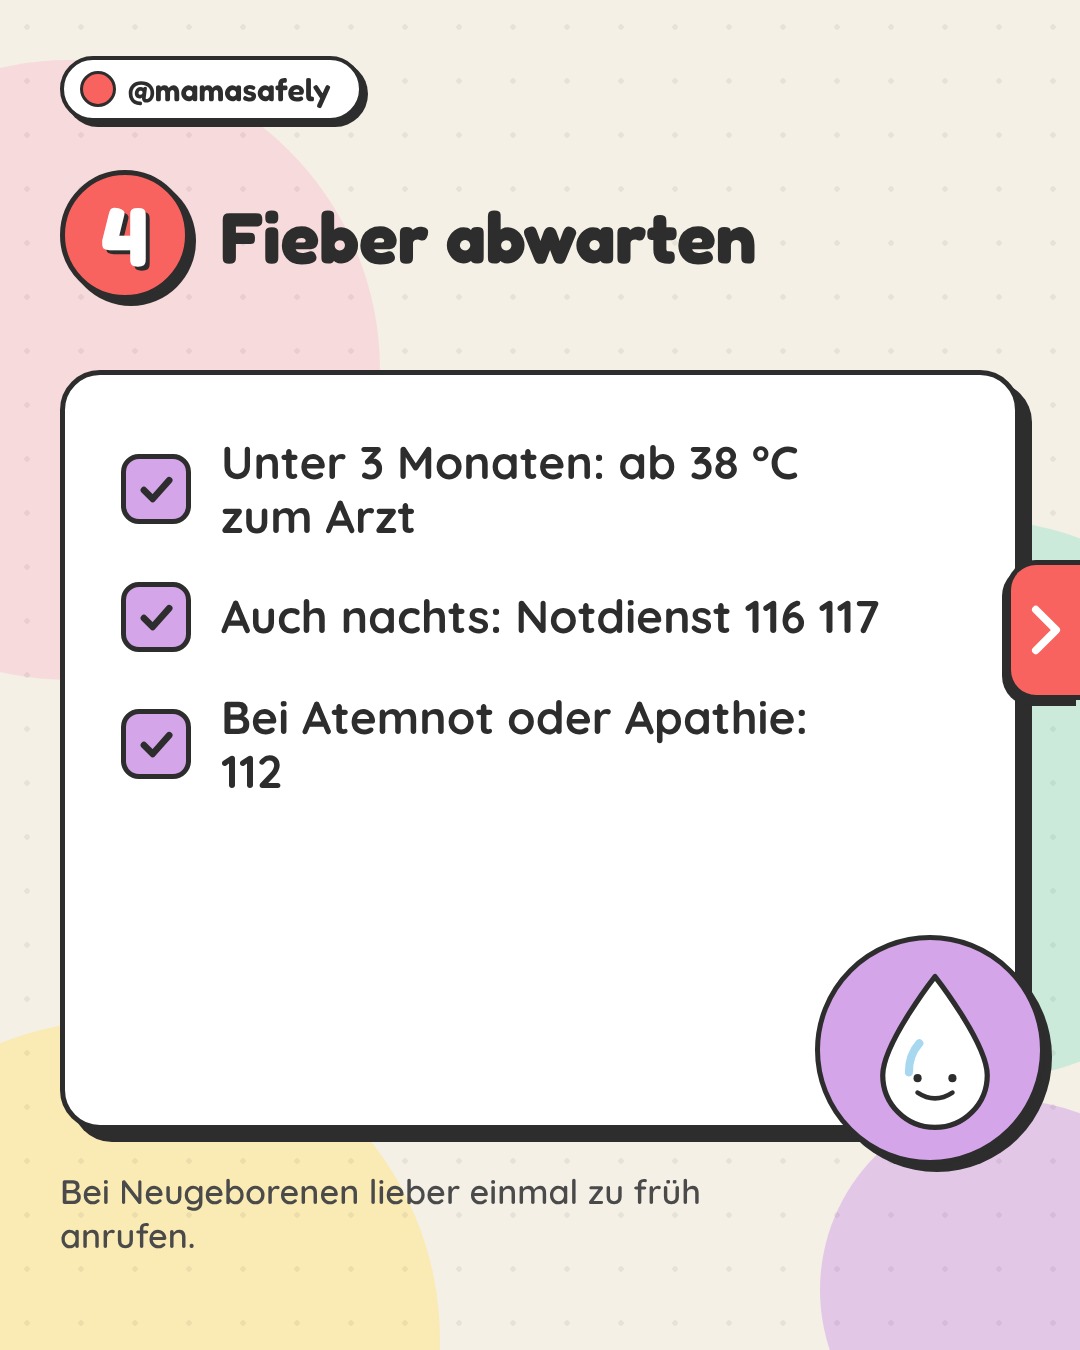 @mamasafely
4 Fieber abwarten
Unter 3 Monaten: ab 38 °C
zum Arzt
Auch nachts: Notdienst 116 117
Bei Atemnot oder Apathie:
112
Bei Neugeborenen lieber einmal zu früh
anrufen.